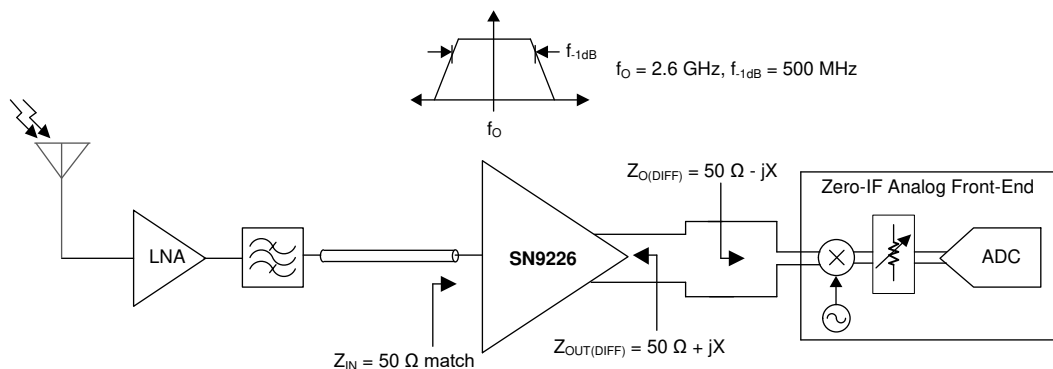 f-1dB
fO = 2.6 GHz, f-1dB = 500 MHz
fO
ZO(DIFF) = 50 Ω - jX
Zero-IF Analog Front-End
LNA
SN9226
ADC
ZIN = 50 Ω match
ZOUT(DIFF) = 50 Ω + jX